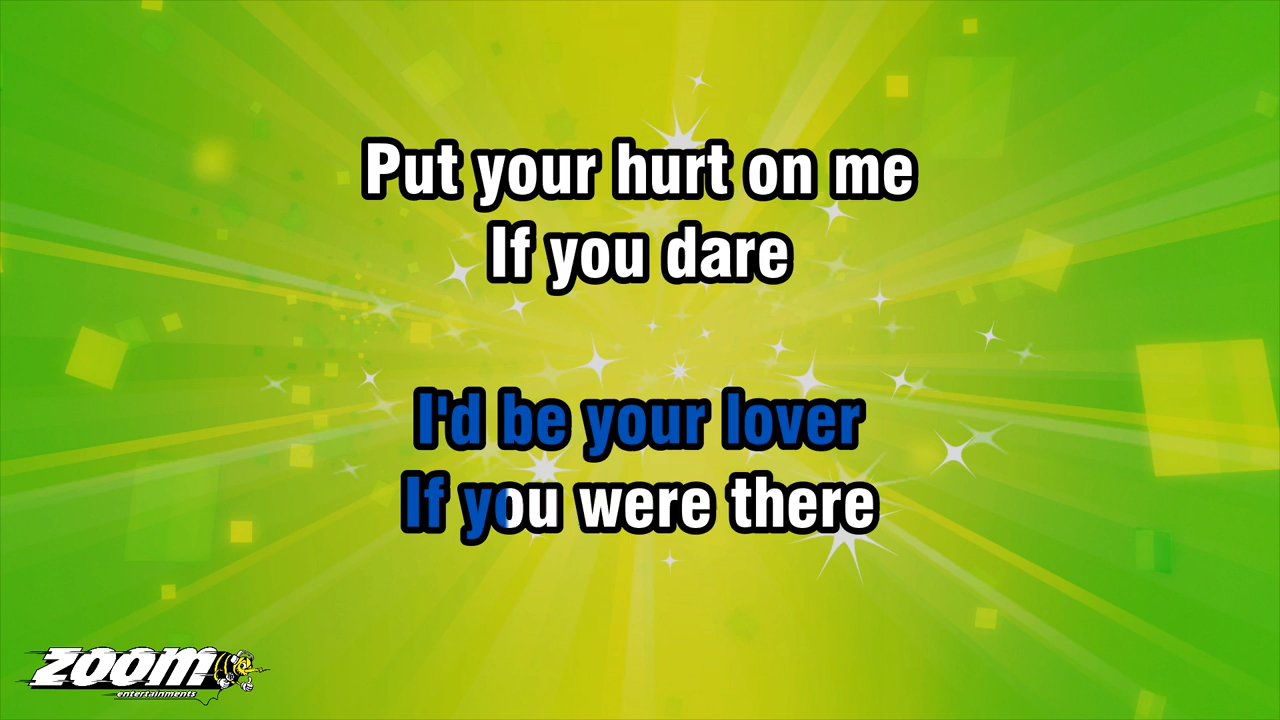 Put your hurt on me
If you dare
I'd be your lover
If you were there
zoom
entertainments